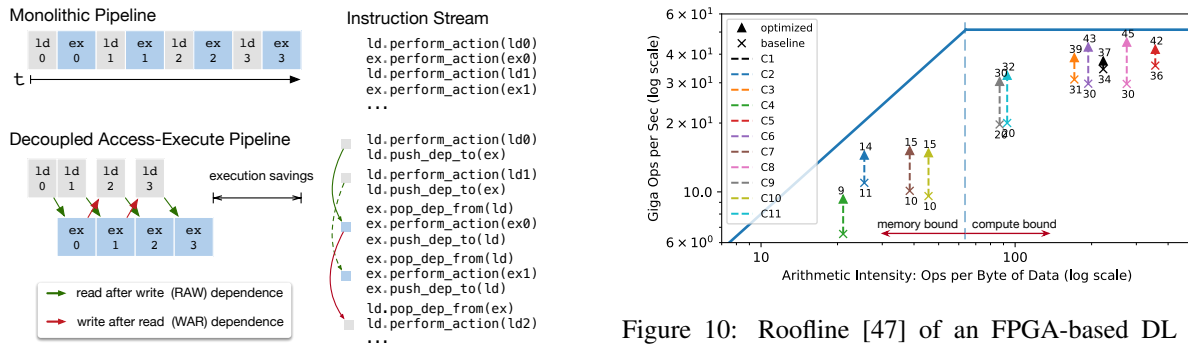 Monolithic Pipeline
ld 0 ex 0 ld 1 ex 1 ld 2 ex 2 ld 3 ex 3
t
Decoupled Access-Execute Pipeline
ld 0 ld 1 ld 2 ld 3
execution savings
ex 0 ex 1 ex 2 ex 3
read after write (RAW) dependence
write after read (WAR) dependence
Instruction Stream
ld.perform_action(ld0)
ex.perform_action(ex0)
ld.perform_action(ld1)
ex.perform_action(ex1)
...
ld.perform_action(ld0)
ld.push_dep_to(ex)
ld.perform_action(ld1)
ld.push_dep_to(ex)
ex.pop_dep_from(ld)
ex.perform_action(ex0)
ex.push_dep_to(ld)
ex.pop_dep_from(ld)
ex.perform_action(ex1)
ex.push_dep_to(ld)
ld.pop_dep_from(ex)
ld.perform_action(ld2)
...
Giga Ops per Sec (log scale)
6 × 10¹
5 × 10¹
4 × 10¹
3 × 10¹
2 × 10¹
10.0
6 × 10⁰
optimized
baseline
C1
C2
C3
C4
C5
C6
C7
C8
C9
C10
C11
9
14 11
15 10
15 10
30 20
32 20
39 31
43 30
37 34
45 30
42 36
memory bound compute bound
10 100
Arithmetic Intensity: Ops per Byte of Data (log scale)
Figure 10: Roofline [47] of an FPGA-based DL